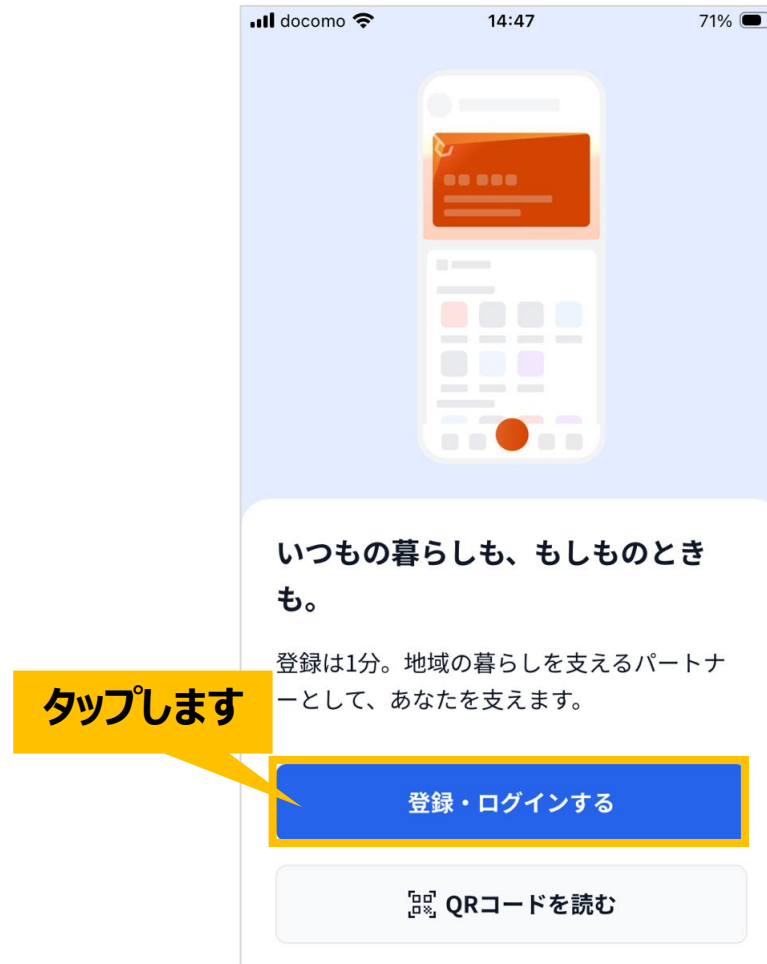 docomo 14:47 71%
いつもの暮らしも、もしものとき
も。
登録は1分。地域の暮らしを支えるパートナ
ーとして、あなたを支えます。
タップします
登録・ログインする
QRコードを読む